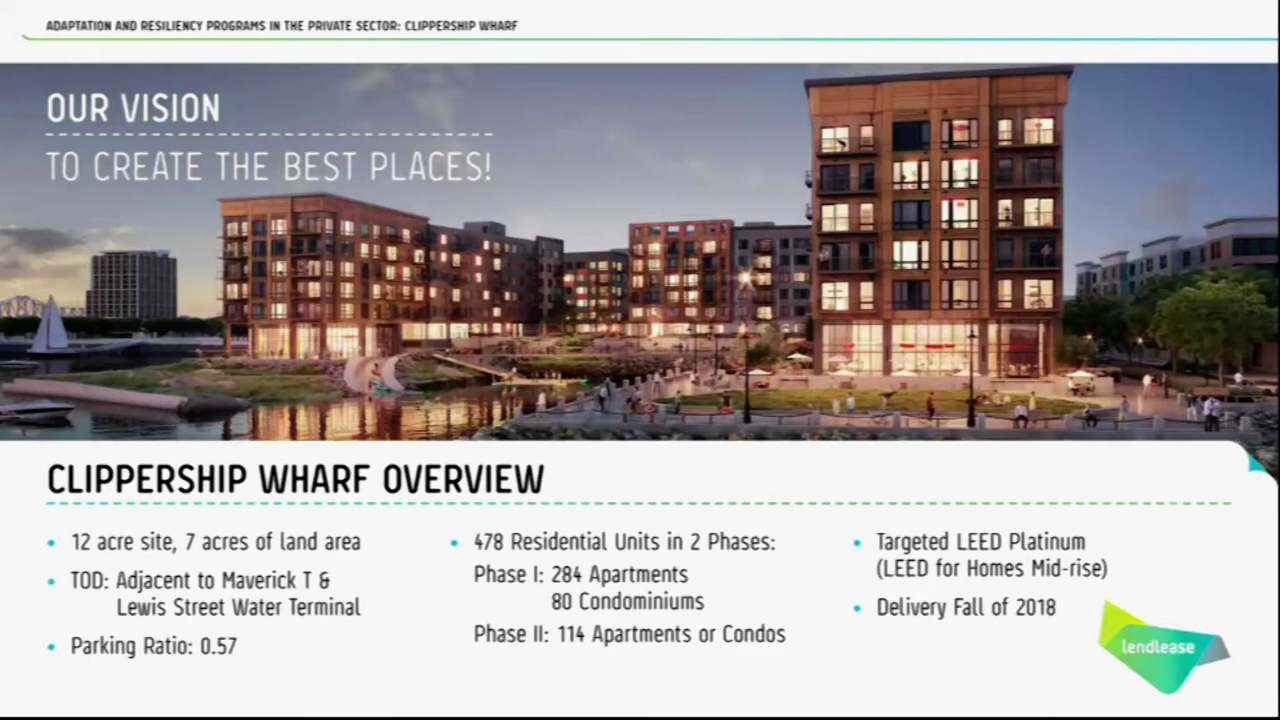 ADAPTATION AND RESILIENCY PROGRAMS IN THE PRIVATE SECTOR: CLIPPERSHIP WHARF
OUR VISION
TO CREATE THE BEST PLACES!
CLIPPERSHIP WHARF OVERVIEW
• 12 acre site, 7 acres of land area
• TOD: Adjacent to Maverick T &
Lewis Street Water Terminal
• Parking Ratio: 0.57
• 478 Residential Units in 2 Phases:
Phase I: 284 Apartments
80 Condominiums
Phase II: 114 Apartments or Condos
• Targeted LEED Platinum
(LEED for Homes Mid-rise)
• Delivery Fall of 2018
lendlease